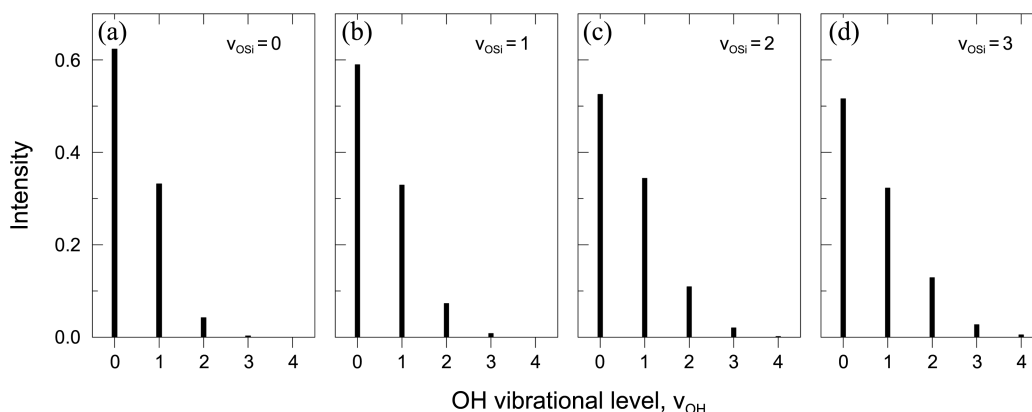 (a) v_OSi = 0
(b) v_OSi = 1
(c) v_OSi = 2
(d) v_OSi = 3
0.6
0.4
0.2
0.0
Intensity
0 1 2 3 4
0 1 2 3 4
0 1 2 3 4
0 1 2 3 4
OH vibrational level, v_OH